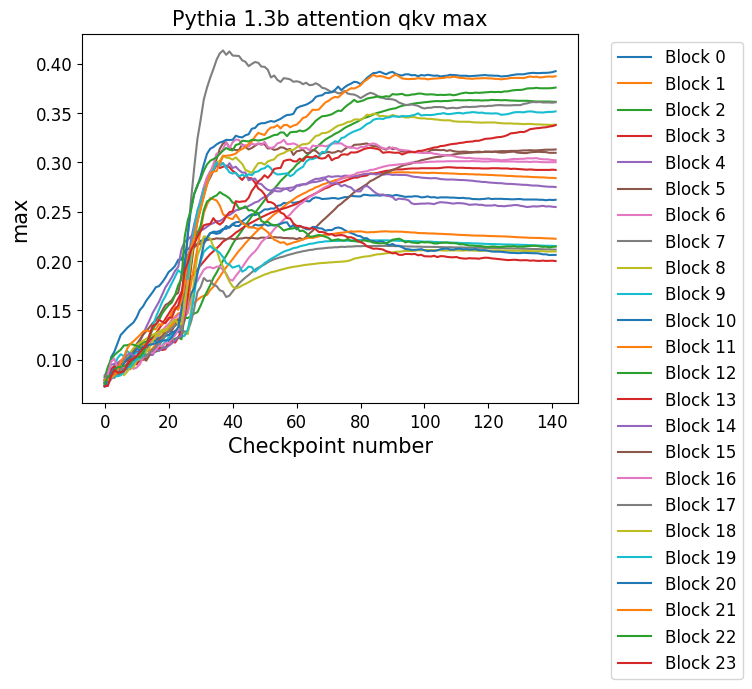 Pythia 1.3b attention qkv max
max
0.40
0.35
0.30
0.25
0.20
0.15
0.10
0 20 40 60 80 100 120 140
Checkpoint number
Block 0
Block 1
Block 2
Block 3
Block 4
Block 5
Block 6
Block 7
Block 8
Block 9
Block 10
Block 11
Block 12
Block 13
Block 14
Block 15
Block 16
Block 17
Block 18
Block 19
Block 20
Block 21
Block 22
Block 23